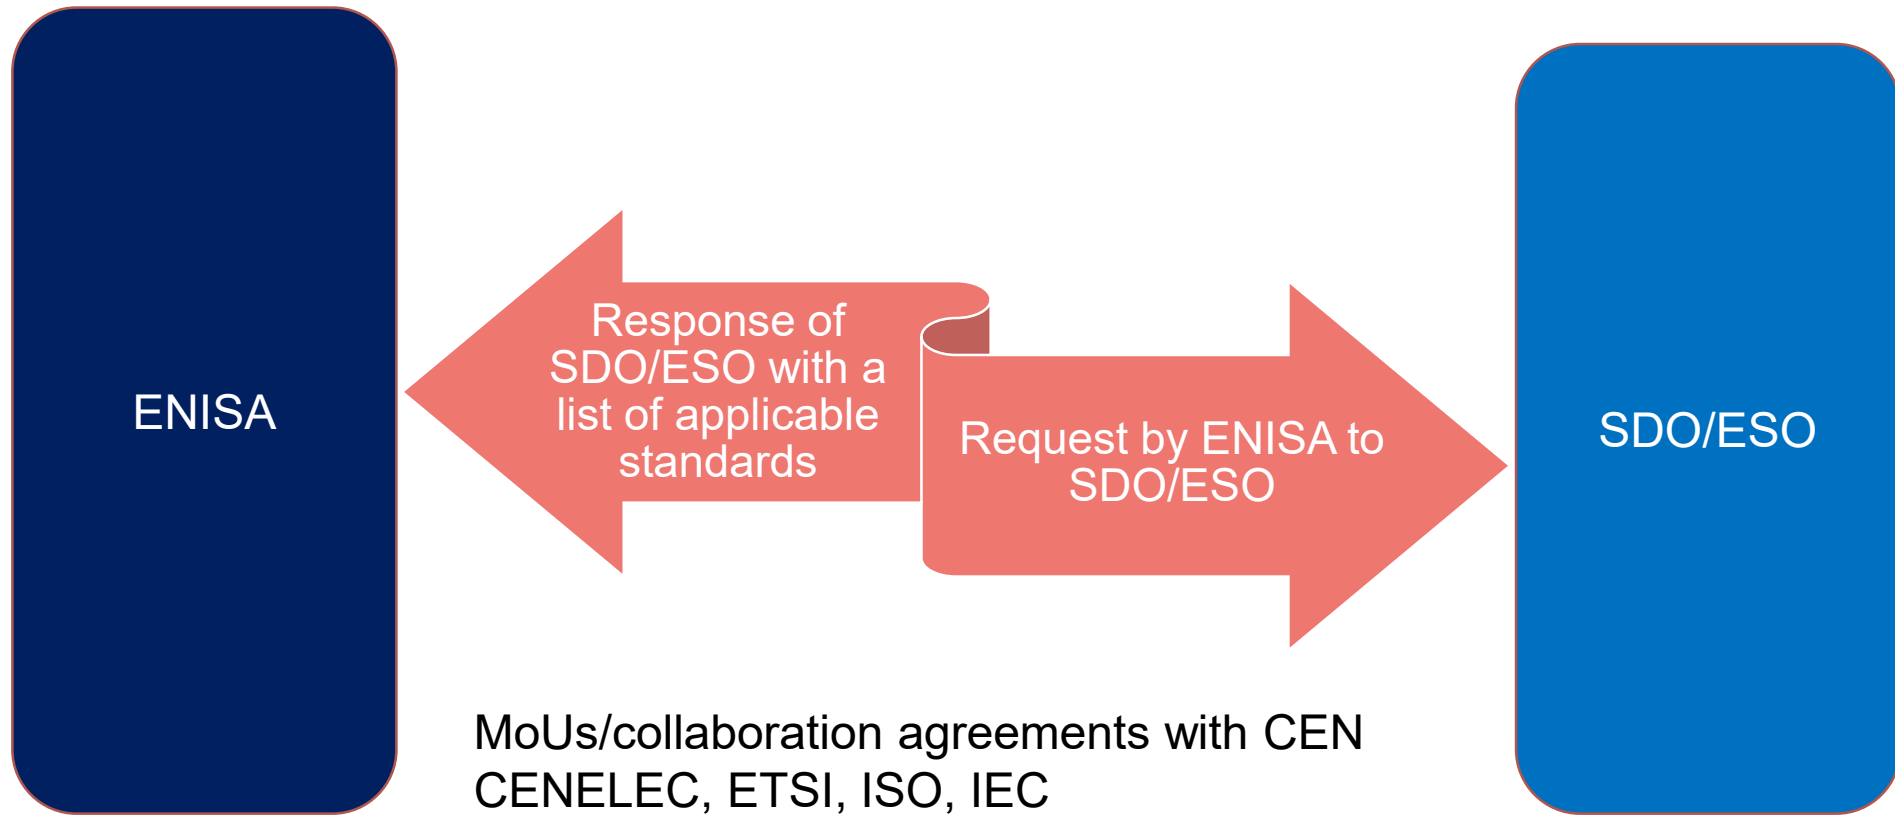 ENISA
Response of
SDO/ESO with a
list of applicable
standards
Request by ENISA to
SDO/ESO
SDO/ESO
MoUs/collaboration agreements with CEN
CENELEC, ETSI, ISO, IEC